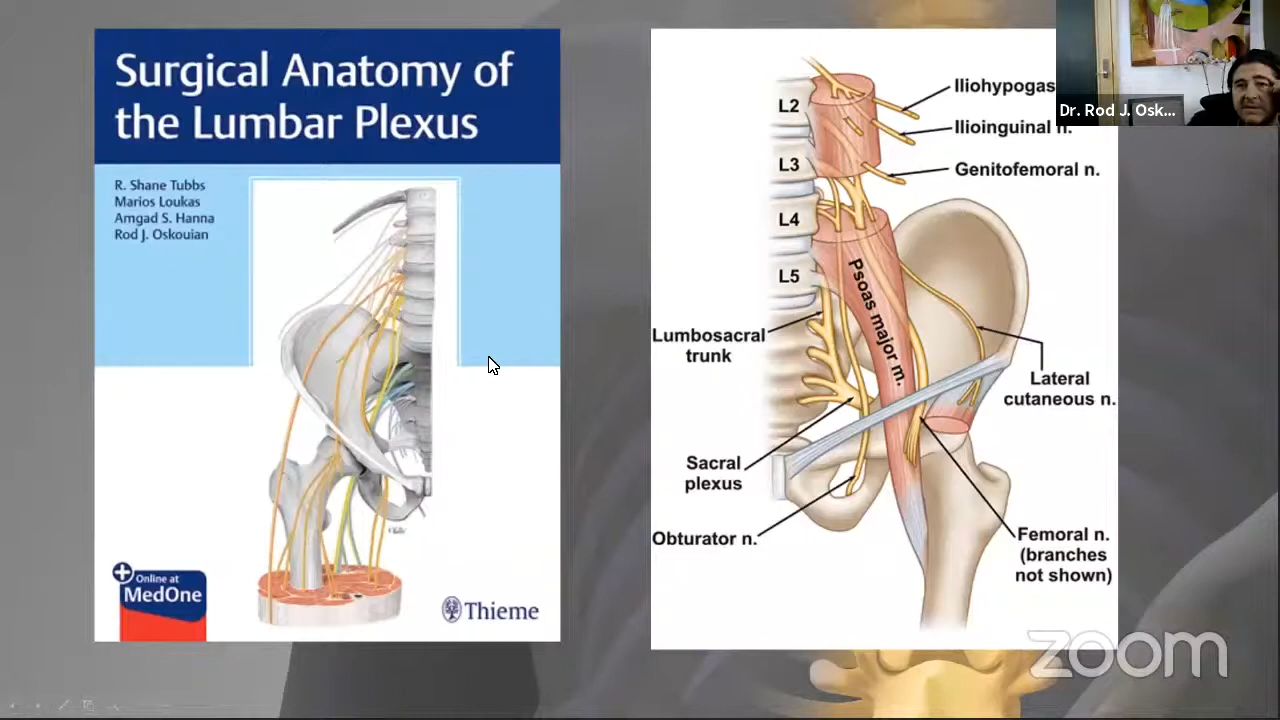 Surgical Anatomy of
the Lumbar Plexus
R. Shane Tubbs
Marios Loukas
Amgad S. Hanna
Rod J. Oskouian
Online at
MedOne
Thieme
L2
L3
L4
L5
Iliohypogas
Ilioinguinal n.
Genitofemoral n.
Psoas major m.
Lumbosacral
trunk
Lateral
cutaneous n.
Sacral
plexus
Obturator n.
Femoral n.
(branches
not shown)
Dr. Rod J. Osk...
zoom